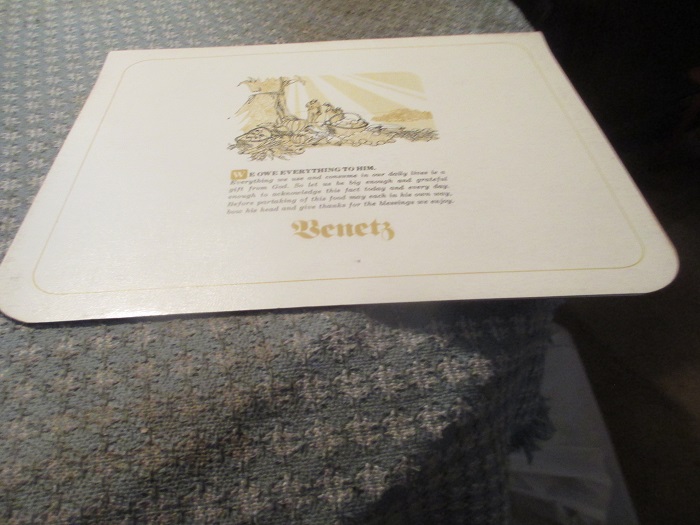 WE OWE EVERYTHING TO HIM.
Everything we use and consume in our daily lives is a
gift from God. So let us be big enough and grateful
enough to acknowledge this fact today and every day.
Before partaking of this food may each in his own way,
bow his head and give thanks for the blessings we enjoy.
Venetz